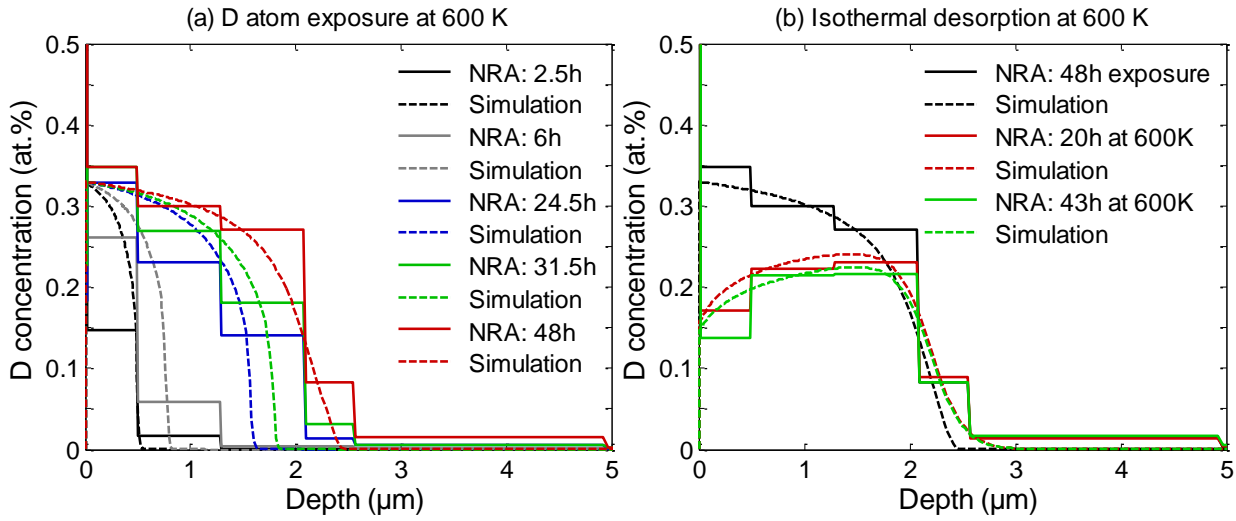 (a) D atom exposure at 600 K
D concentration (at.%)
0.5
0.4
0.3
0.2
0.1
0
0 1 2 3 4 5
Depth (µm)
NRA: 2.5h
Simulation
NRA: 6h
Simulation
NRA: 24.5h
Simulation
NRA: 31.5h
Simulation
NRA: 48h
Simulation
(b) Isothermal desorption at 600 K
D concentration (at.%)
0.5
0.4
0.3
0.2
0.1
0
0 1 2 3 4 5
Depth (µm)
NRA: 48h exposure
Simulation
NRA: 20h at 600K
Simulation
NRA: 43h at 600K
Simulation